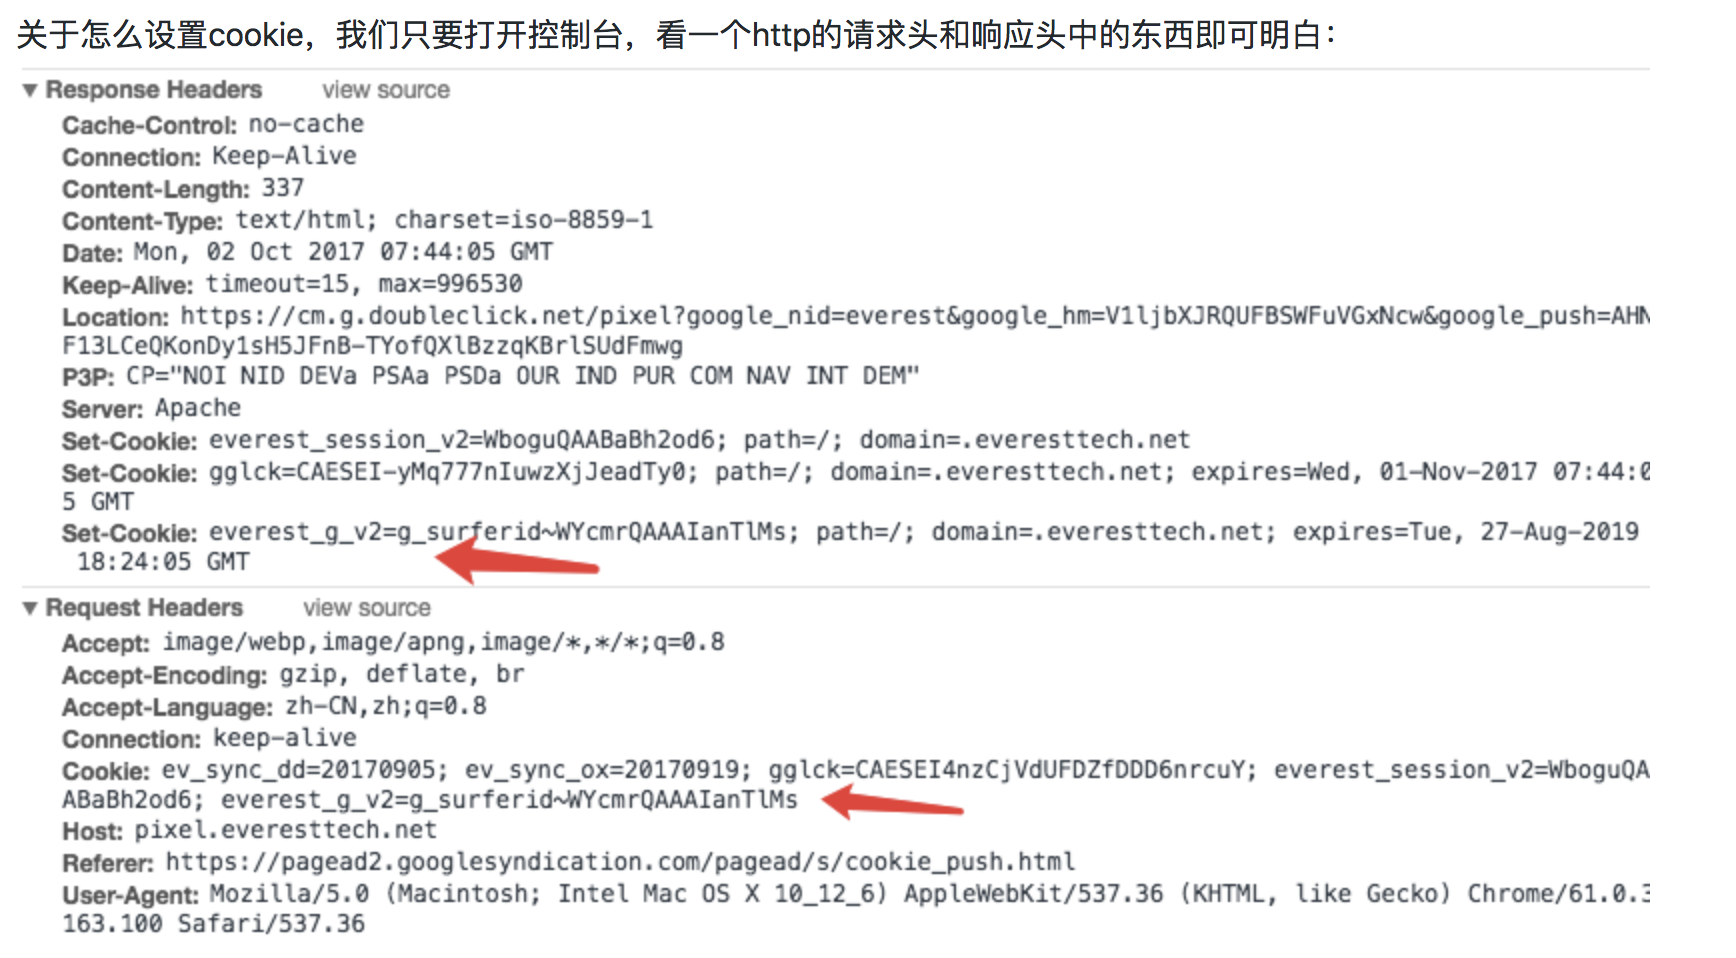 关于怎么设置cookie，我们只要打开控制台，看一个http的请求头和响应头中的东西即可明白：
▼ Response Headers view source
Cache-Control: no-cache
Connection: Keep-Alive
Content-Length: 337
Content-Type: text/html; charset=iso-8859-1
Date: Mon, 02 Oct 2017 07:44:05 GMT
Keep-Alive: timeout=15, max=996530
Location: https://cm.g.doubleclick.net/pixel?google_nid=everest&google_hm=V1ljbXJRQUFBSWFuVGxNcw&google_push=AHN
F13LCeQKonDy1sH5JFnB-TYofQXlBzzqKBrlSUdFmwg
P3P: CP="NOI NID DEVa PSAa PSDa OUR IND PUR COM NAV INT DEM"
Server: Apache
Set-Cookie: everest_session_v2=WboguQAABaBh2od6; path=/; domain=.everesttech.net
Set-Cookie: gglck=CAESEI-yMq777nIuwzXjJeadTy0; path=/; domain=.everesttech.net; expires=Wed, 01-Nov-2017 07:44:0
5 GMT
Set-Cookie: everest_g_v2=g_surferid~WYcmrQAAAIanTlMs; path=/; domain=.everesttech.net; expires=Tue, 27-Aug-2019
18:24:05 GMT
▼ Request Headers view source
Accept: image/webp,image/apng,image/*,*/*;q=0.8
Accept-Encoding: gzip, deflate, br
Accept-Language: zh-CN,zh;q=0.8
Connection: keep-alive
Cookie: ev_sync_dd=20170905; ev_sync_ox=20170919; gglck=CAESEI4nzCjVdUFDZfDDD6nrcuY; everest_session_v2=WboguQA
ABaBh2od6; everest_g_v2=g_surferid~WYcmrQAAAIanTlMs
Host: pixel.everesttech.net
Referer: https://pagead2.googlesyndication.com/pagead/s/cookie_push.html
User-Agent: Mozilla/5.0 (Macintosh; Intel Mac OS X 10_12_6) AppleWebKit/537.36 (KHTML, like Gecko) Chrome/61.0.3
163.100 Safari/537.36